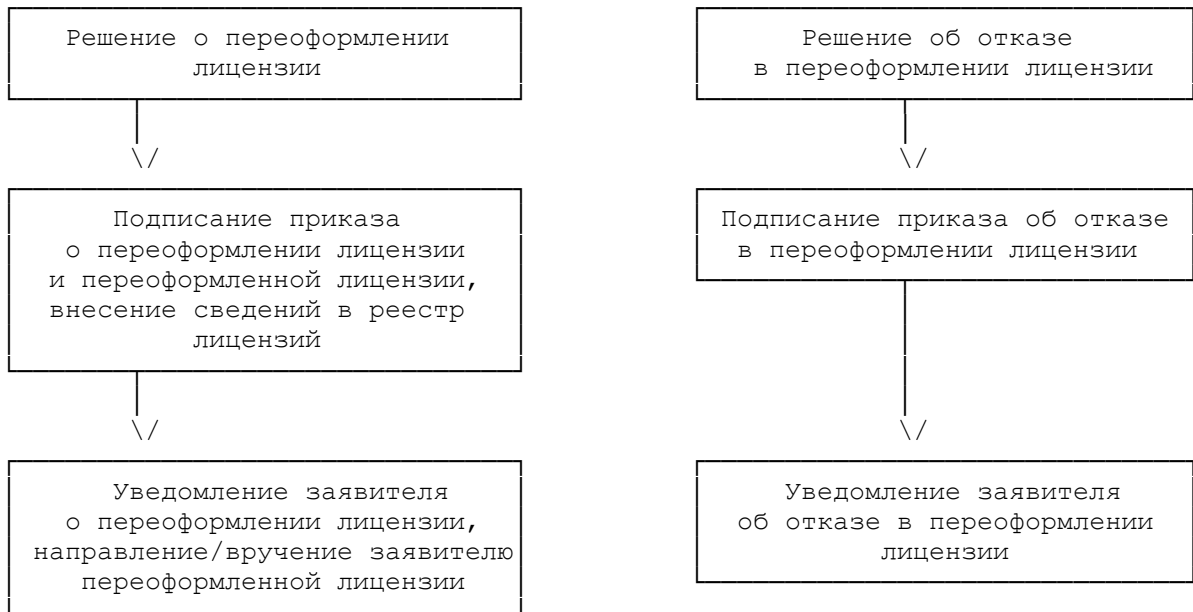 Решение о переоформлении
лицензии
Решение об отказе
в переоформлении лицензии
\/
\/
Подписание приказа
о переоформлении лицензии
и переоформленной лицензии,
внесение сведений в реестр
лицензий
Подписание приказа об отказе
в переоформлении лицензии
\/
\/
Уведомление заявителя
о переоформлении лицензии,
направление/вручение заявителю
переоформленной лицензии
Уведомление заявителя
об отказе в переоформлении
лицензии